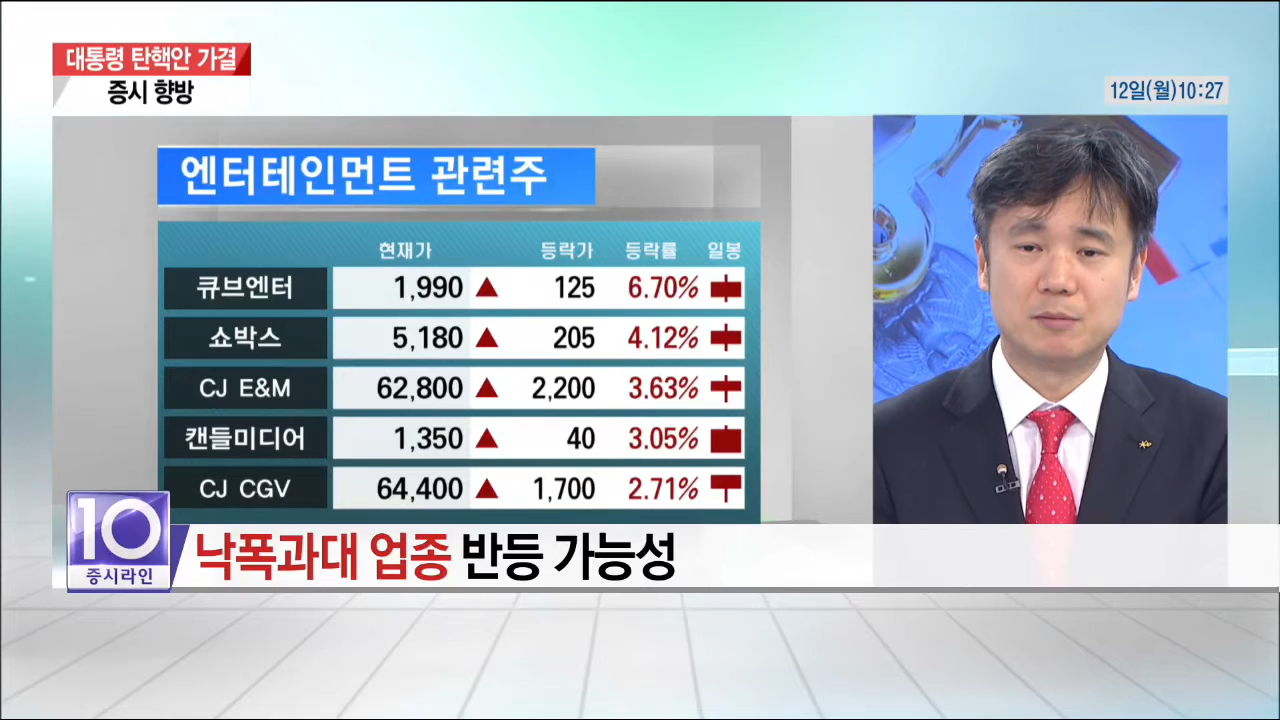 대통령 탄핵안 가결
증시 향방
12일(월)10:27
엔터테인먼트 관련주
현재가 등락가 등락률 일봉
큐브엔터 1,990 ▲ 125 6.70%
쇼박스 5,180 ▲ 205 4.12%
CJ E&M 62,800 ▲ 2,200 3.63%
캔들미디어 1,350 ▲ 40 3.05%
CJ CGV 64,400 ▲ 1,700 2.71%
10
증시라인
낙폭과대 업종 반등 가능성